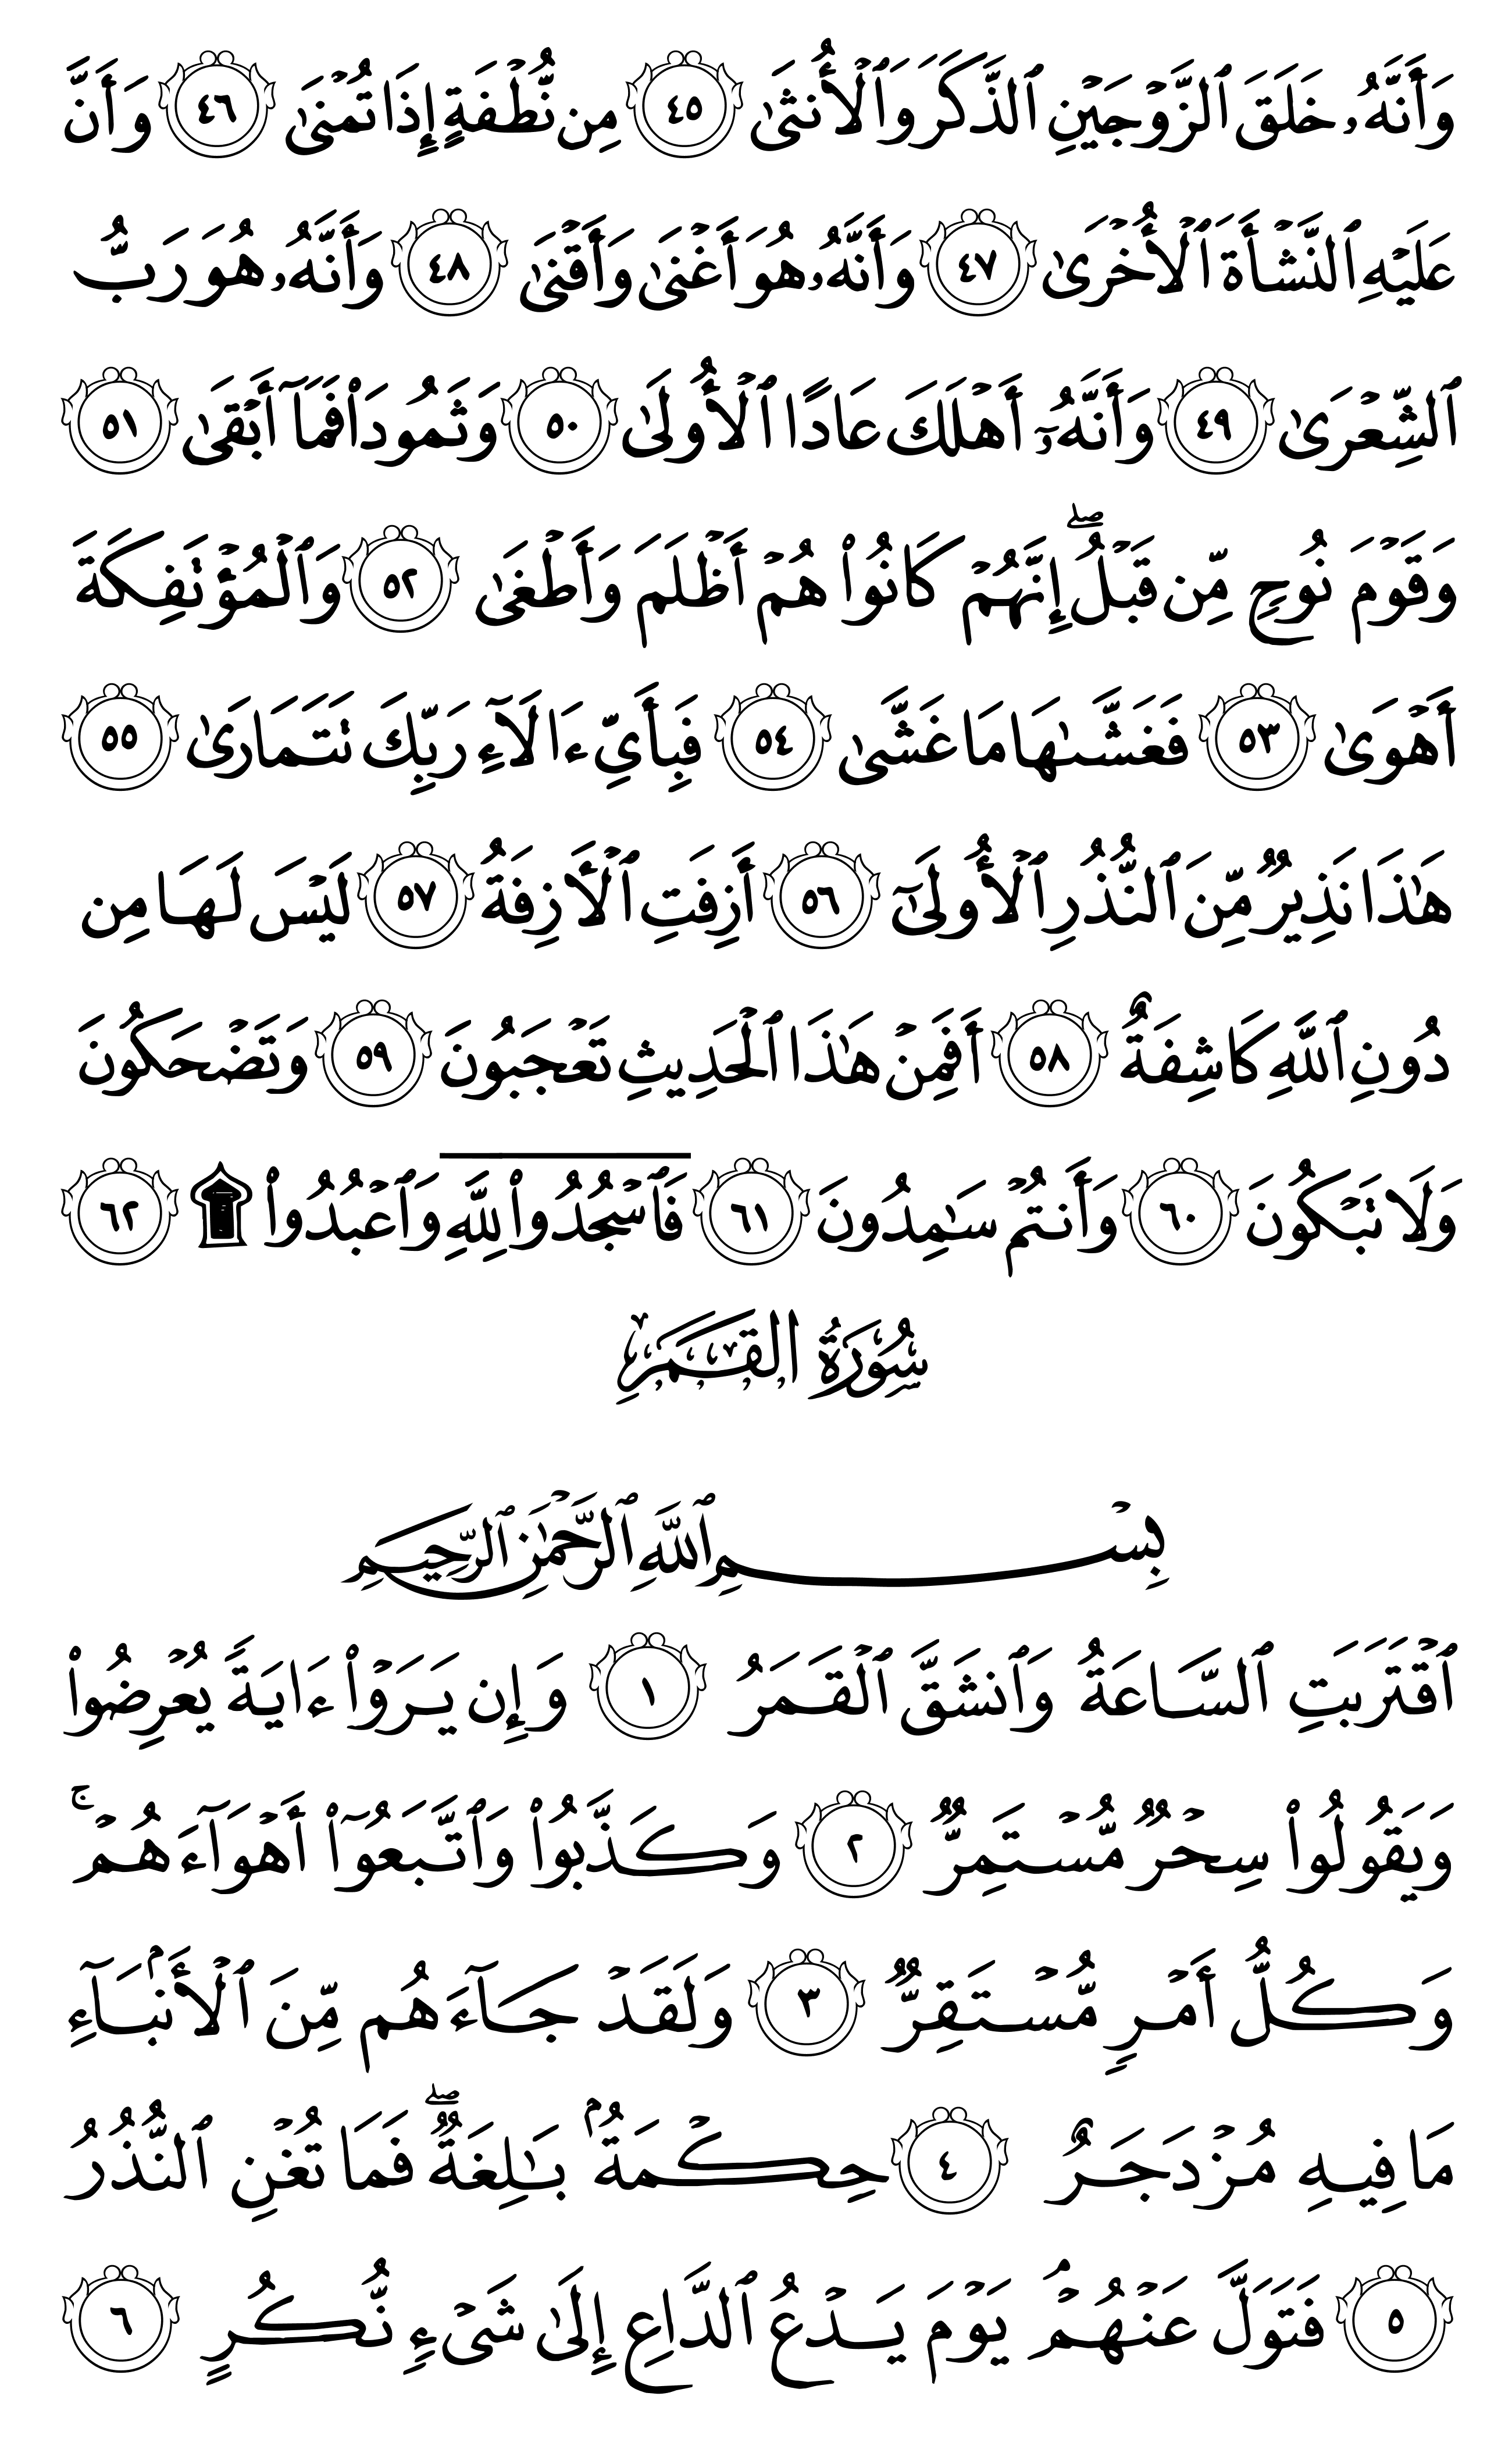 وَأَنَّهُۥ خَلَقَ ٱلزَّوۡجَيۡنِ ٱلذَّكَرَ وَٱلۡأُنثَىٰ ٤٥ مِن نُّطۡفَةٍ إِذَا تُمۡنَىٰ ٤٦ وَأَنَّ
عَلَيۡهِ ٱلنَّشۡأَةَ ٱلۡأُخۡرَىٰ ٤٧ وَأَنَّهُۥ هُوَ أَغۡنَىٰ وَأَقۡنَىٰ ٤٨ وَأَنَّهُۥ هُوَ رَبُّ
ٱلشِّعۡرَىٰ ٤٩ وَأَنَّهُۥٓ أَهۡلَكَ عَادًا ٱلۡأُولَىٰ ٥٠ وَثَمُودَاْ فَمَآ أَبۡقَىٰ ٥١
وَقَوۡمَ نُوحٖ مِّن قَبۡلُۖ إِنَّهُمۡ كَانُواْ هُمۡ أَظۡلَمَ وَأَطۡغَىٰ ٥٢ وَٱلۡمُؤۡتَفِكَةَ
أَهۡوَىٰ ٥٣ فَغَشَّىٰهَا مَا غَشَّىٰ ٥٤ فَبِأَيِّ ءَالَآءِ رَبِّكَ تَتَمَارَىٰ ٥٥
هَٰذَا نَذِيرٞ مِّنَ ٱلنُّذُرِ ٱلۡأُولَىٰٓ ٥٦ أَزِفَتِ ٱلۡأٓزِفَةُ ٥٧ لَيۡسَ لَهَا مِن
دُونِ ٱللَّهِ كَاشِفَةٌ ٥٨ أَفَمِنۡ هَٰذَا ٱلۡحَدِيثِ تَعۡجَبُونَ ٥٩ وَتَضۡحَكُونَ
وَلَا تَبۡكُونَ ٦٠ وَأَنتُمۡ سَٰمِدُونَ ٦١ فَٱسۡجُدُواْ لِلَّهِ وَٱعۡبُدُواْ ۩ ٦٢
سُورَةُ القَمَرِ
بِسۡمِ ٱللَّهِ ٱلرَّحۡمَٰنِ ٱلرَّحِيمِ
ٱقۡتَرَبَتِ ٱلسَّاعَةُ وَٱنشَقَّ ٱلۡقَمَرُ ١ وَإِن يَرَوۡاْ ءَايَةٗ يُعۡرِضُواْ
وَيَقُولُواْ سِحۡرٞ مُّسۡتَمِرّٞ ٢ وَكَذَّبُواْ وَٱتَّبَعُوٓاْ أَهۡوَآءَهُمۡۚ
وَكُلُّ أَمۡرٖ مُّسۡتَقِرّٞ ٣ وَلَقَدۡ جَآءَهُم مِّنَ ٱلۡأَنۢبَآءِ
مَا فِيهِ مُزۡدَجَرٌ ٤ حِكۡمَةُۢ بَٰلِغَةٞۖ فَمَا تُغۡنِ ٱلنُّذُرُ
٥ فَتَوَلَّ عَنۡهُمۡۘ يَوۡمَ يَدۡعُ ٱلدَّاعِ إِلَىٰ شَيۡءٖ نُّكُرٍ ٦